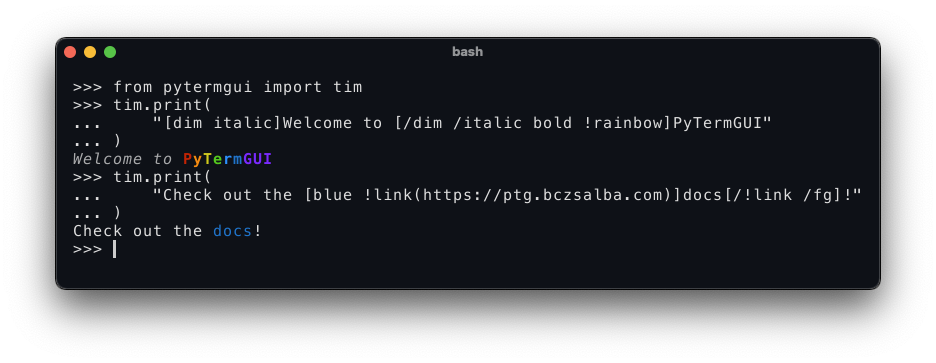 bash
>>> from pytermgui import tim
>>> tim.print(
...     "[dim italic]Welcome to [/dim /italic bold !rainbow]PyTermGUI"
... )
Welcome to PyTermGUI
>>> tim.print(
...     "Check out the [blue !link(https://ptg.bczsalba.com)]docs[/!link /fg]!"
... )
Check out the docs!
>>>